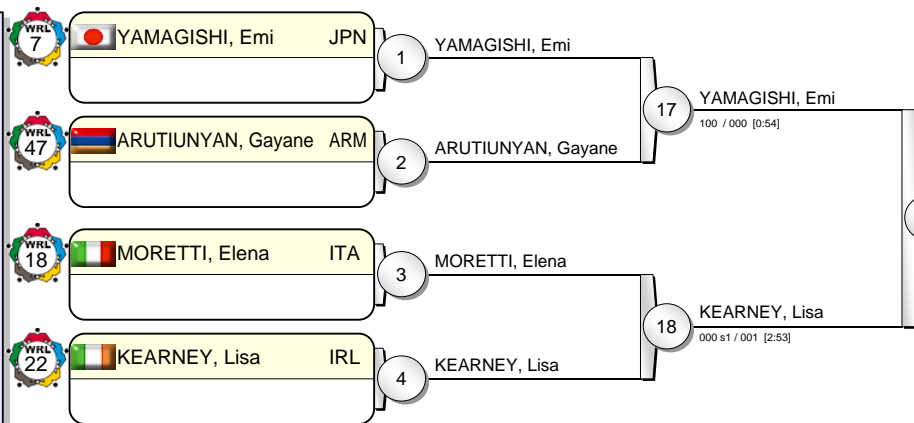 WRL
7
YAMAGISHI, Emi JPN
1
YAMAGISHI, Emi
17
YAMAGISHI, Emi
100 / 000 [0:54]
WRL
47
ARUTIUNYAN, Gayane ARM
2
ARUTIUNYAN, Gayane
WRL
18
MORETTI, Elena ITA
3
MORETTI, Elena
18
KEARNEY, Lisa
000 s1 / 001 [2:53]
WRL
22
KEARNEY, Lisa IRL
4
KEARNEY, Lisa